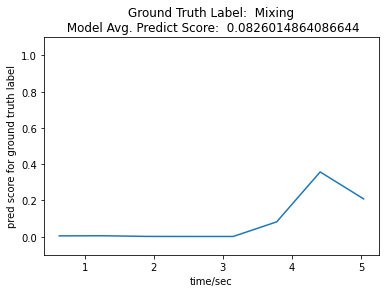 Ground Truth Label:  Mixing
Model Avg. Predict Score:  0.0826014864086644
pred score for ground truth label
1.0
0.8
0.6
0.4
0.2
0.0
1 2 3 4 5
time/sec